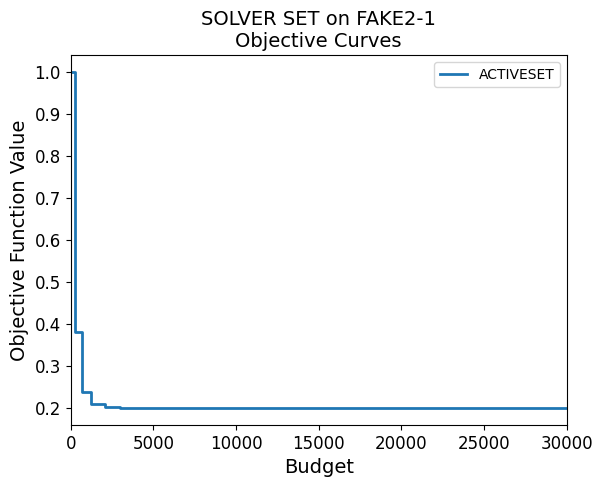 SOLVER SET on FAKE2-1
Objective Curves
ACTIVESET
Objective Function Value
1.0
0.9
0.8
0.7
0.6
0.5
0.4
0.3
0.2
0 5000 10000 15000 20000 25000 30000
Budget